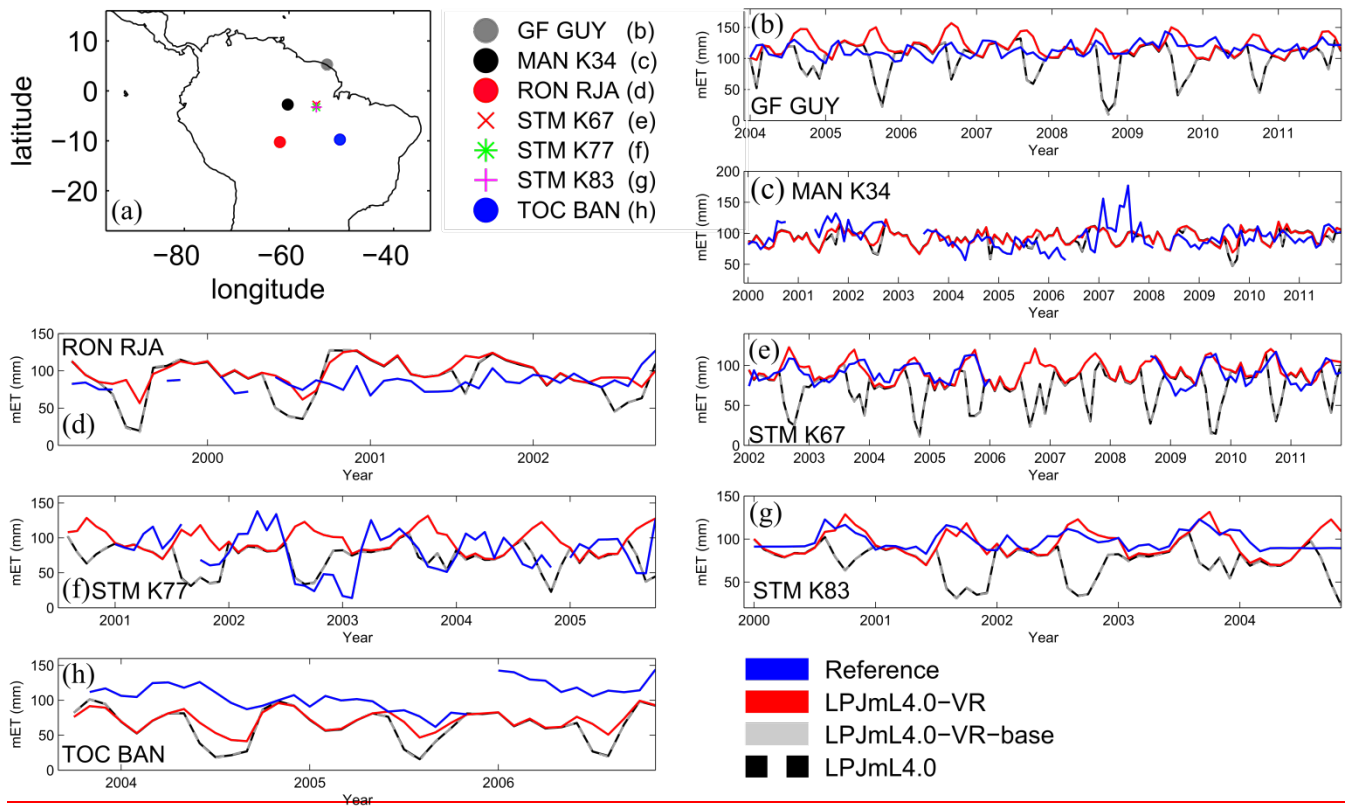 10
0
−10
−20
latitude
(a)
−80
−60
−40
longitude
GF GUY (b)
MAN K34 (c)
RON RJA (d)
STM K67 (e)
STM K77 (f)
STM K83 (g)
TOC BAN (h)
(b)
150
100
50
0
mET (mm)
GF GUY
2004 2005 2006 2007 2008 2009 2010 2011
Year
(c) MAN K34
200
150
100
50
mET (mm)
2000 2001 2002 2003 2004 2005 2006 2007 2008 2009 2010 2011
Year
RON RJA
150
100
50
0
mET (mm)
(d)
2000 2001 2002
Year
(e)
150
100
50
0
mET (mm)
STM K67
2002 2003 2004 2005 2006 2007 2008 2009 2010 2011
Year
150
100
50
0
mET (mm)
(f) STM K77
2001 2002 2003 2004 2005
Year
(g)
150
100
50
0
mET (mm)
STM K83
2000 2001 2002 2003 2004
Year
(h)
150
100
50
0
mET (mm)
TOC BAN
2004 2005 2006
Year
Reference
LPJmL4.0−VR
LPJmL4.0−VR−base
LPJmL4.0